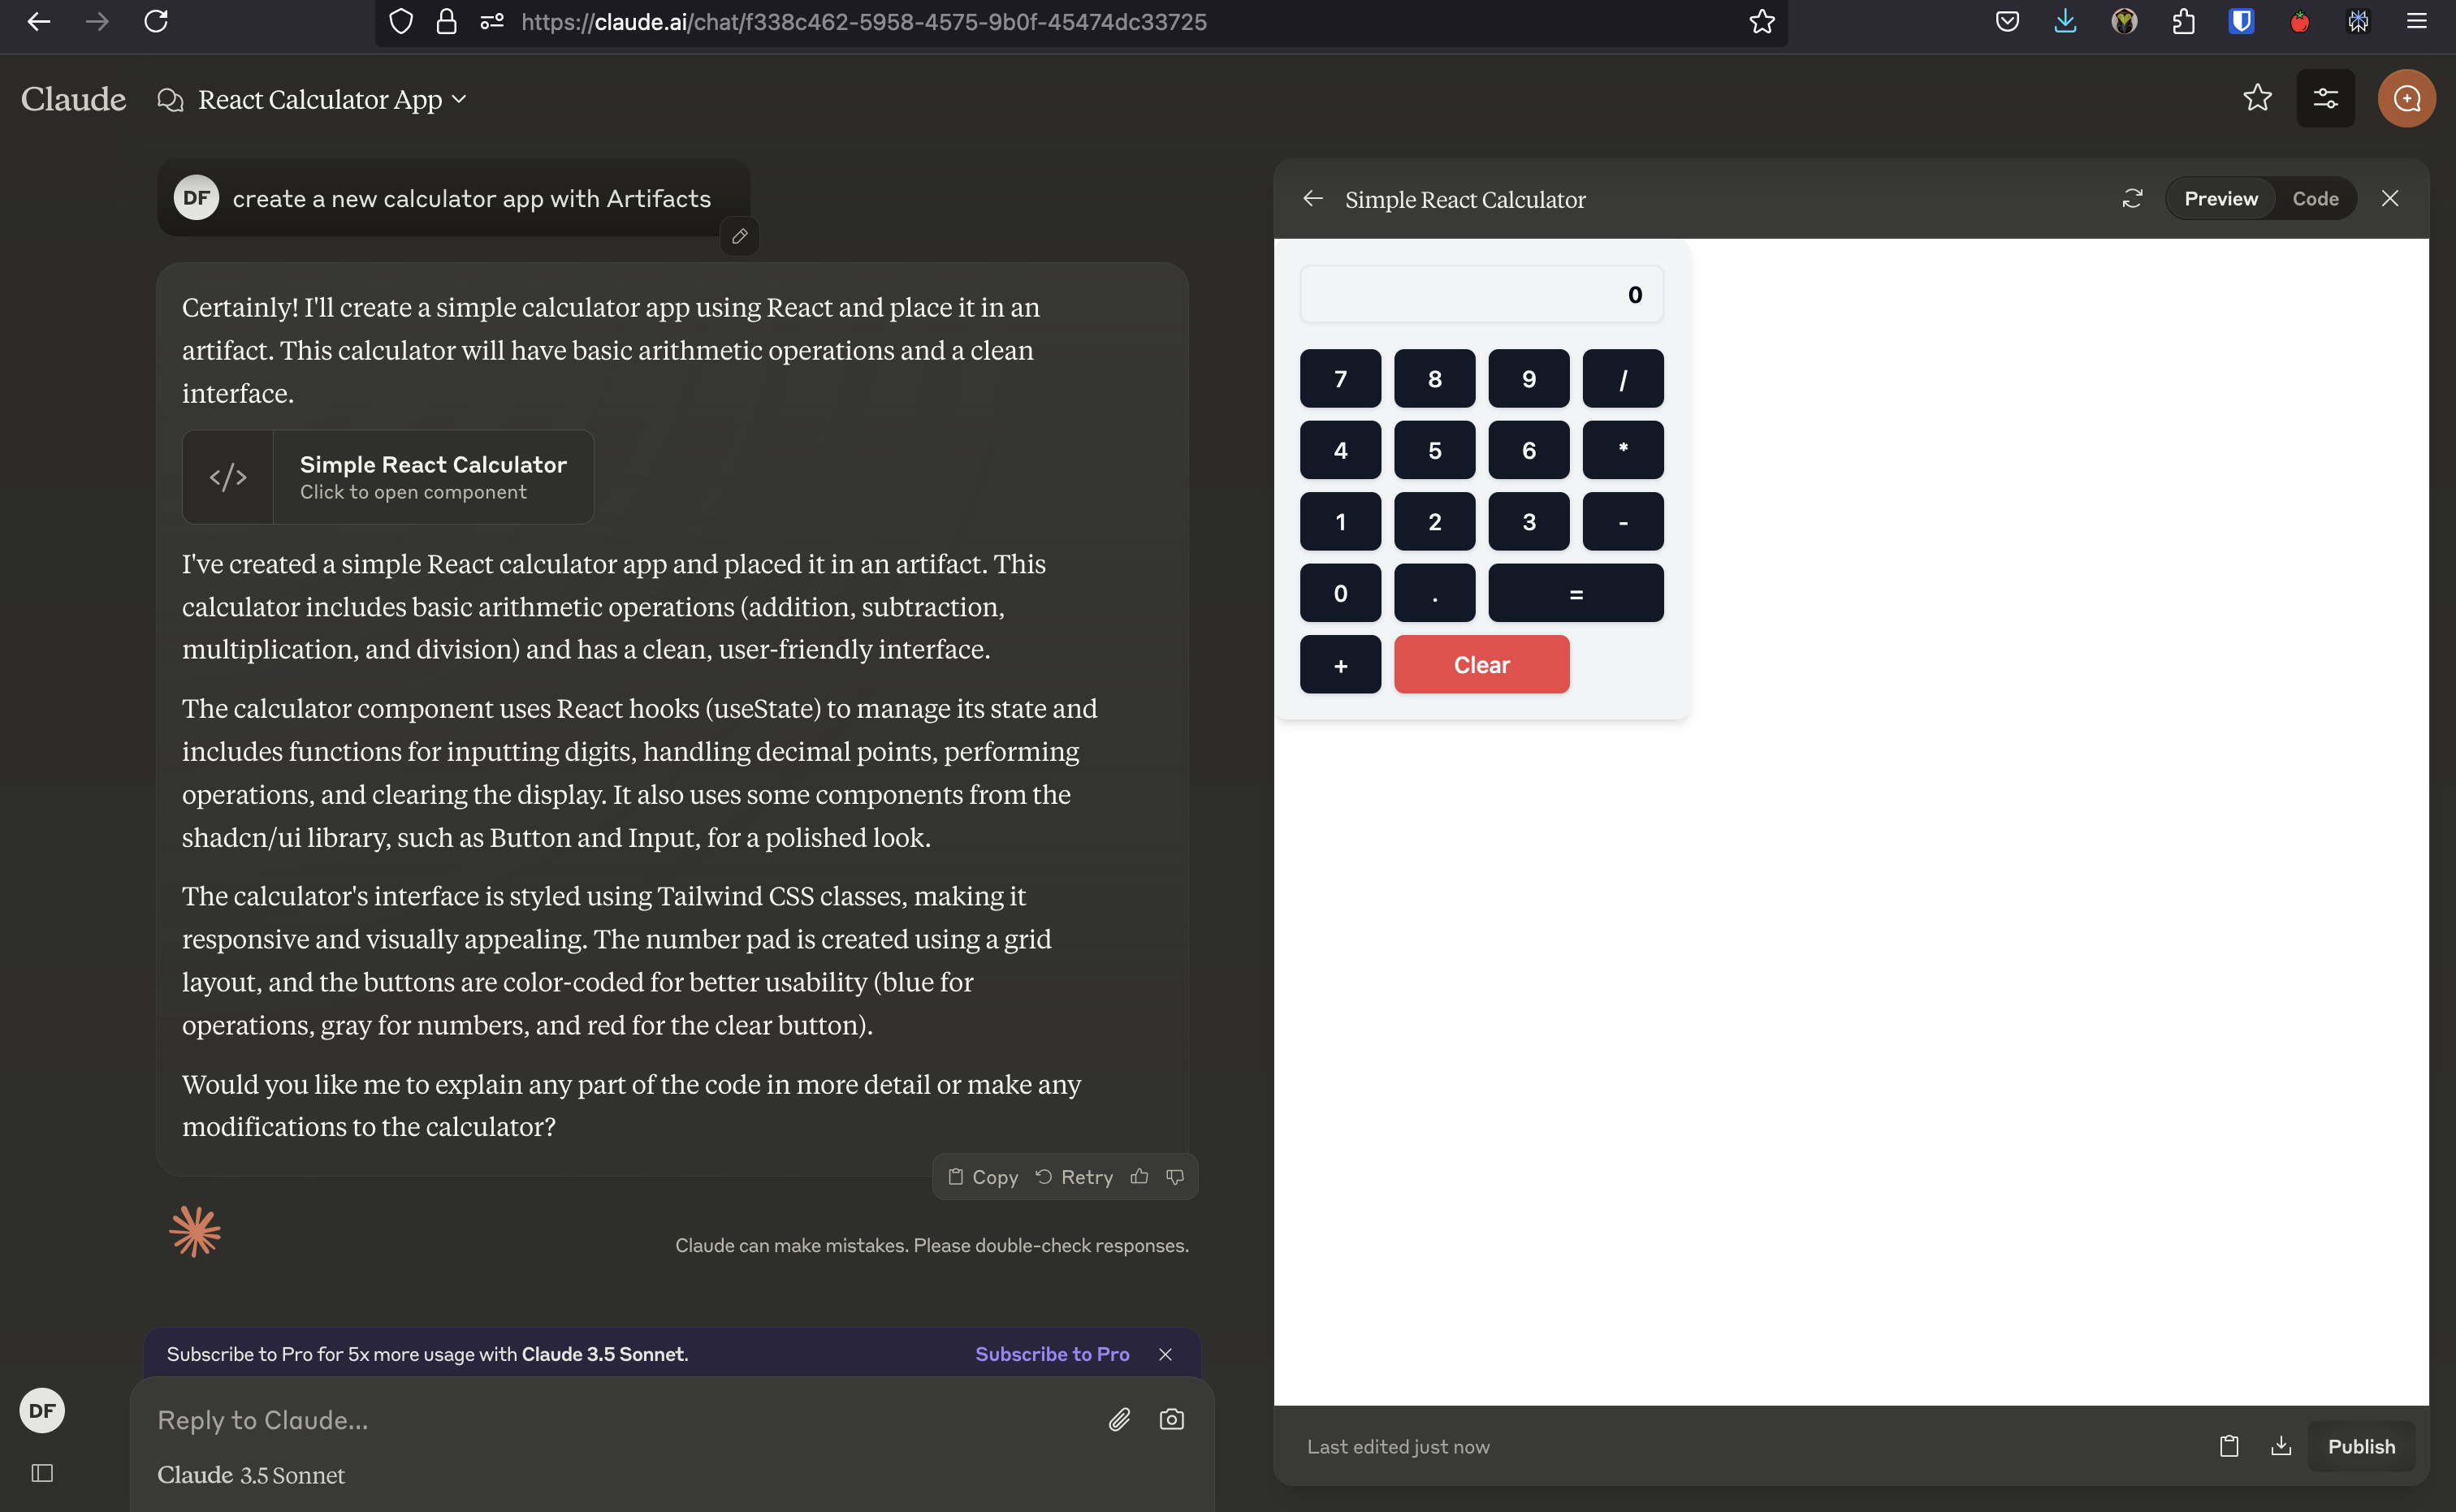 https://claude.ai/chat/f338c462-5958-4575-9b0f-45474dc33725
Claude
React Calculator App
DF
create a new calculator app with Artifacts
Certainly! I'll create a simple calculator app using React and place it in an
artifact. This calculator will have basic arithmetic operations and a clean
interface.
</>
Simple React Calculator
Click to open component
I've created a simple React calculator app and placed it in an artifact. This
calculator includes basic arithmetic operations (addition, subtraction,
multiplication, and division) and has a clean, user-friendly interface.
The calculator component uses React hooks (useState) to manage its state and
includes functions for inputting digits, handling decimal points, performing
operations, and clearing the display. It also uses some components from the
shadcn/ui library, such as Button and Input, for a polished look.
The calculator's interface is styled using Tailwind CSS classes, making it
responsive and visually appealing. The number pad is created using a grid
layout, and the buttons are color-coded for better usability (blue for
operations, gray for numbers, and red for the clear button).
Would you like me to explain any part of the code in more detail or make any
modifications to the calculator?
Copy Retry
Claude can make mistakes. Please double-check responses.
Subscribe to Pro for 5x more usage with Claude 3.5 Sonnet. Subscribe to Pro
DF
Reply to Claude...
Claude 3.5 Sonnet
Simple React Calculator
Preview Code
0
7 8 9 /
4 5 6 *
1 2 3 -
0 . =
+ Clear
Last edited just now
Publish